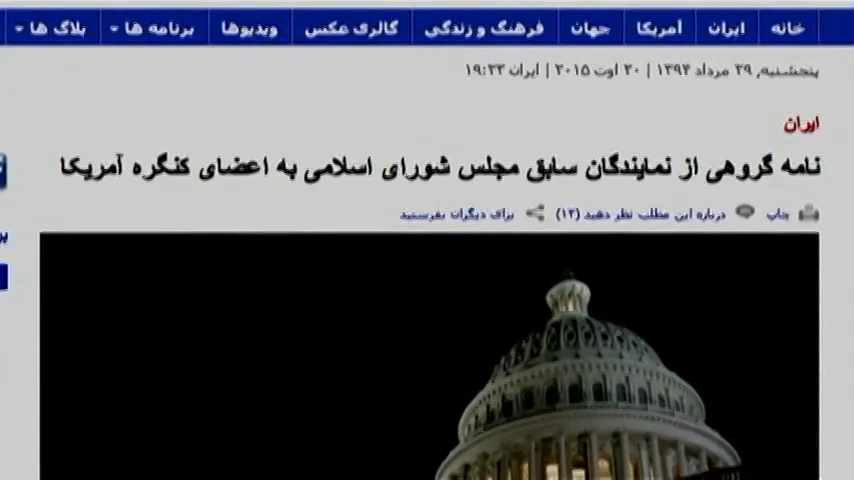 خانه ایران آمریکا جهان فرهنگ و زندگی گالری عکس ویدیوها برنامه ها بلاگ ها
پنجشنبه, ۲۹ مرداد ۱۳۹۴ | ۲۰ اوت ۲۰۱۵ | ایران ۱۹:۲۳
ایران
نامه گروهی از نمایندگان سابق مجلس شورای اسلامی به اعضای کنگره آمریکا
چاپ درباره این مطلب نظر دهید (۱۲) برای دیگران بفرستید